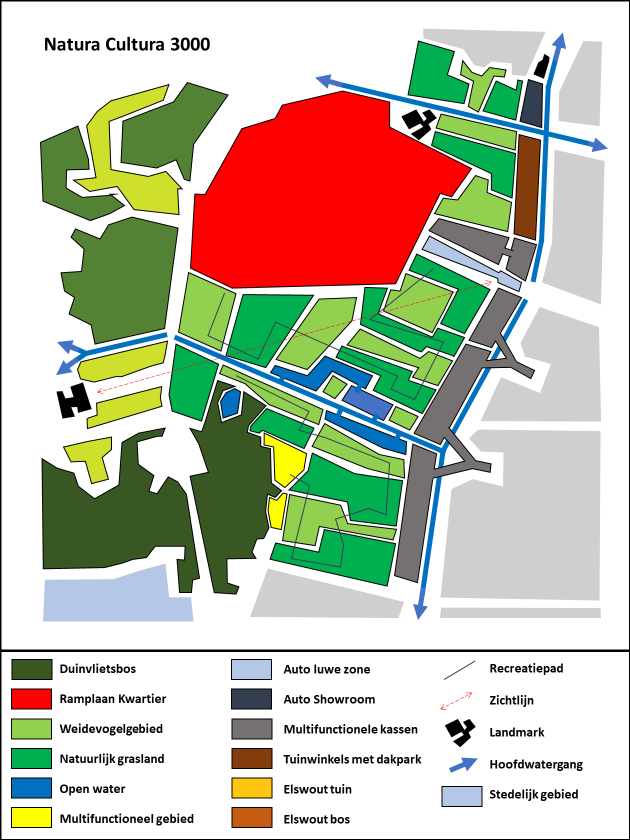 Natura Cultura 3000
Duinvlietsbos
Ramplaan Kwartier
Weidevogelgebied
Natuurlijk grasland
Open water
Multifunctioneel gebied
Auto luwe zone
Auto Showroom
Multifunctionele kassen
Tuinwinkels met dakpark
Elswout tuin
Elswout bos
Recreatiepad
Zichtlijn
Landmark
Hoofdwatergang
Stedelijk gebied